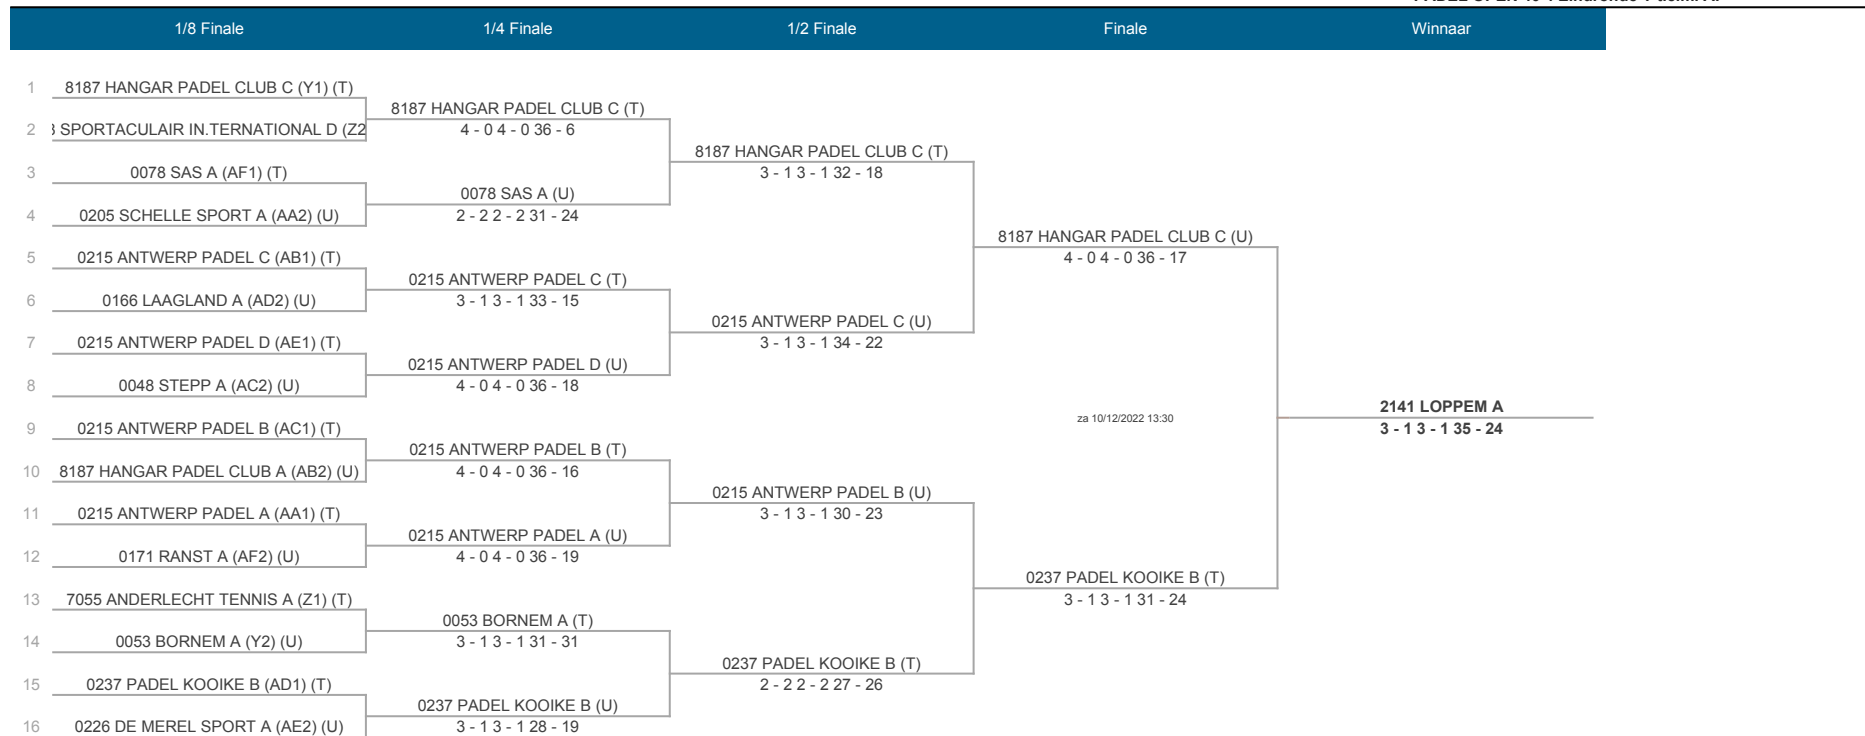 1/8 Finale 1/4 Finale 1/2 Finale Finale Winnaar
1 8187 HANGAR PADEL CLUB C (Y1) (T)
8187 HANGAR PADEL CLUB C (T)
2 SPORTACULAIR IN.TERNATIONAL D (Z2 4 - 0 4 - 0 36 - 6
8187 HANGAR PADEL CLUB C (T)
3 0078 SAS A (AF1) (T) 3 - 1 3 - 1 32 - 18
0078 SAS A (U)
4 0205 SCHELLE SPORT A (AA2) (U) 2 - 2 2 - 2 31 - 24
8187 HANGAR PADEL CLUB C (U)
5 0215 ANTWERP PADEL C (AB1) (T) 4 - 0 4 - 0 36 - 17
0215 ANTWERP PADEL C (T)
6 0166 LAAGLAND A (AD2) (U) 3 - 1 3 - 1 33 - 15
0215 ANTWERP PADEL C (U)
7 0215 ANTWERP PADEL D (AE1) (T) 3 - 1 3 - 1 34 - 22
0215 ANTWERP PADEL D (U)
8 0048 STEPP A (AC2) (U) 4 - 0 4 - 0 36 - 18
2141 LOPPEM A
za 10/12/2022 13:30
9 0215 ANTWERP PADEL B (AC1) (T) 3 - 1 3 - 1 35 - 24
0215 ANTWERP PADEL B (T)
10 8187 HANGAR PADEL CLUB A (AB2) (U) 4 - 0 4 - 0 36 - 16
0215 ANTWERP PADEL B (U)
11 0215 ANTWERP PADEL A (AA1) (T) 3 - 1 3 - 1 30 - 23
0215 ANTWERP PADEL A (U)
12 0171 RANST A (AF2) (U) 4 - 0 4 - 0 36 - 19
0237 PADEL KOOIKE B (T)
13 7055 ANDERLECHT TENNIS A (Z1) (T) 3 - 1 3 - 1 31 - 24
0053 BORNEM A (T)
14 0053 BORNEM A (Y2) (U) 3 - 1 3 - 1 31 - 31
0237 PADEL KOOIKE B (T)
15 0237 PADEL KOOIKE B (AD1) (T) 2 - 2 2 - 2 27 - 26
0237 PADEL KOOIKE B (U)
16 0226 DE MEREL SPORT A (AE2) (U) 3 - 1 3 - 1 28 - 19